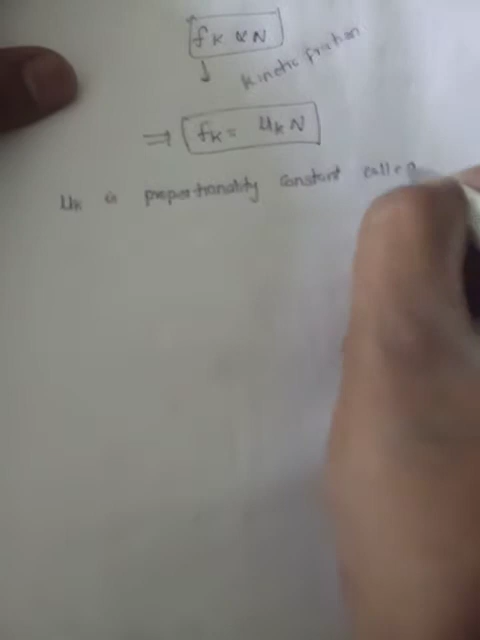 fk ∝ N
↓ kinetic friction
⇒ fk = μk N
μk is proportionality constant called